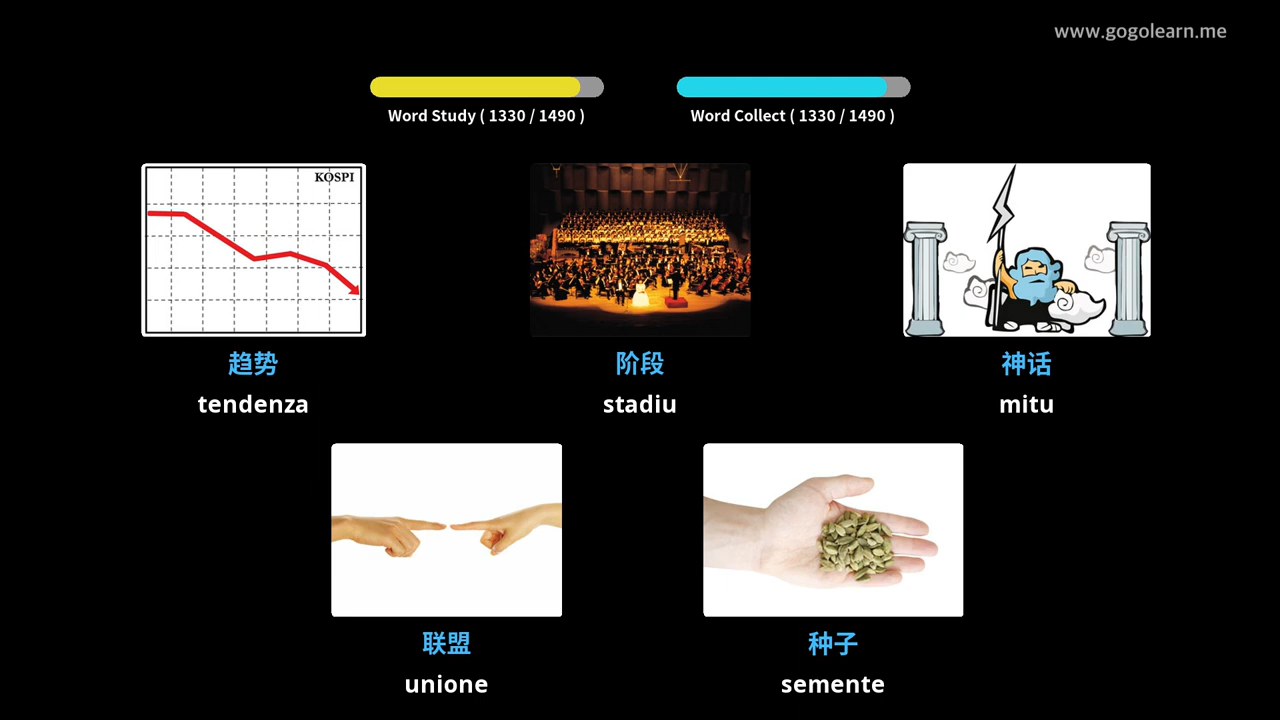 www.gogolearn.me
Word Study ( 1330 / 1490 )
Word Collect ( 1330 / 1490 )
KOSPI
趋势
阶段
神话
tendenza
stadiu
mitu
联盟
种子
unione
semente